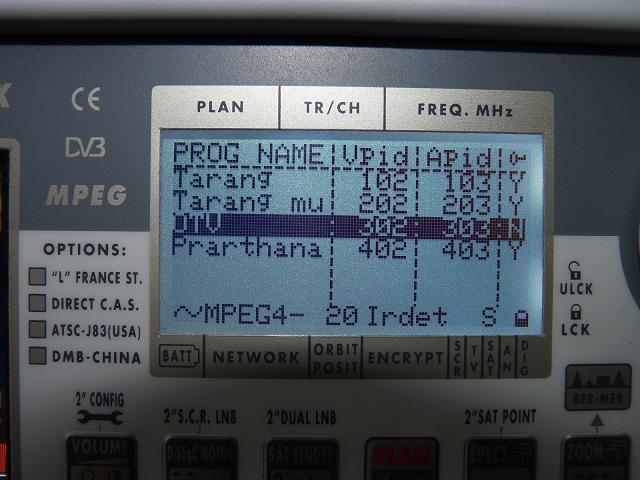 PLAN TR/CH FREQ. MHz
CE
DVB
MPEG
PROG NAME Vpid Apid
Tarang 102 103 Y
Tarang mu 202 203 Y
OTV 302 303 N
Prarthana 402 403 Y
~MPEG4- 20 Irdet S
OPTIONS:
"L" FRANCE ST.
DIRECT C.A.S.
ATSC-J83(USA)
DMB-CHINA
ULCK
LCK
BATT NETWORK ORBIT POSIT ENCRYPT SCR TV SAT AN DIG
BER-MER
2" CONFIG
2"S.C.R. LNB
2"DUAL LNB
2"SAT POINT
VOLUME
DiSEqC MOTOR
SAT FINDER
PLAN
SPECT
ZOOM